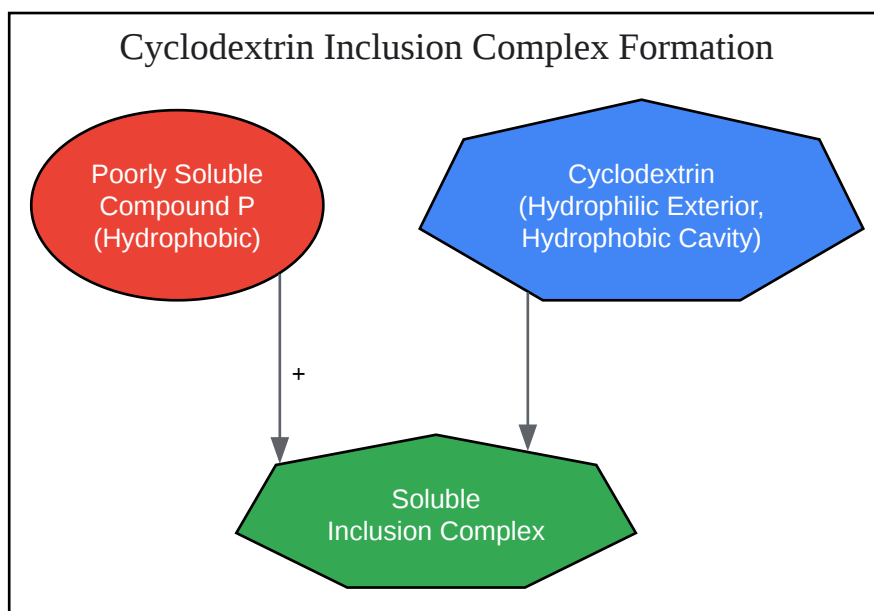 Cyclodextrin Inclusion Complex Formation
Poorly Soluble
Compound P
(Hydrophobic)
Cyclodextrin
(Hydrophilic Exterior,
Hydrophobic Cavity)
+
Soluble
Inclusion Complex